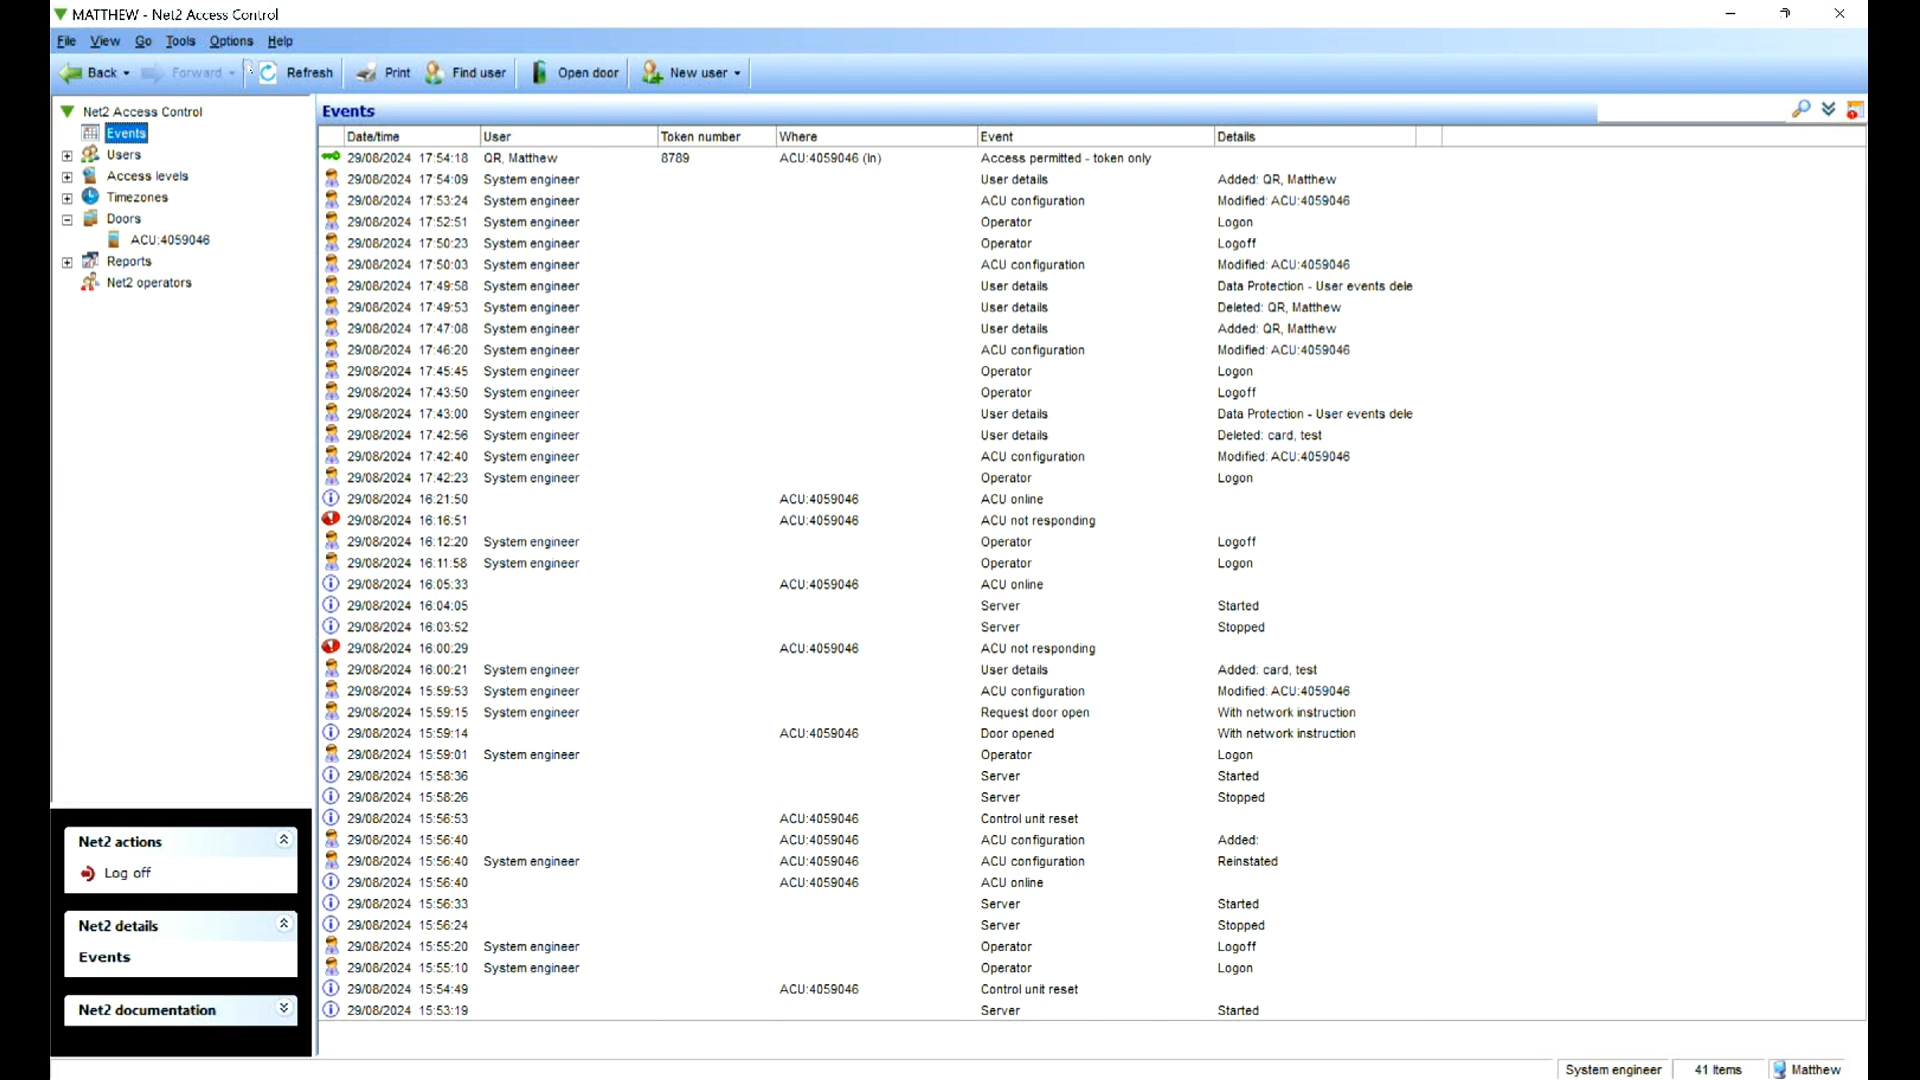 MATTHEW - Net2 Access Control
File View Go Tools Options Help
Back Forward Refresh Print Find user Open door New user
Net2 Access Control
Events
Users
Access levels
Timezones
Doors
ACU:4059046
Reports
Net2 operators
Net2 actions
Log off
Net2 details
Events
Net2 documentation
Events
Date/time User Token number Where Event Details
29/08/2024 17:54:18 QR, Matthew 8789 ACU:4059046 (In) Access permitted - token only
29/08/2024 17:54:09 System engineer User details Added: QR, Matthew
29/08/2024 17:53:24 System engineer ACU configuration Modified: ACU:4059046
29/08/2024 17:52:51 System engineer Operator Logon
29/08/2024 17:50:23 System engineer Operator Logoff
29/08/2024 17:50:03 System engineer ACU configuration Modified: ACU:4059046
29/08/2024 17:49:58 System engineer User details Data Protection - User events dele
29/08/2024 17:49:53 System engineer User details Deleted: QR, Matthew
29/08/2024 17:47:08 System engineer User details Added: QR, Matthew
29/08/2024 17:46:20 System engineer ACU configuration Modified: ACU:4059046
29/08/2024 17:45:45 System engineer Operator Logon
29/08/2024 17:43:50 System engineer Operator Logoff
29/08/2024 17:43:00 System engineer User details Data Protection - User events dele
29/08/2024 17:42:56 System engineer User details Deleted: card, test
29/08/2024 17:42:40 System engineer ACU configuration Modified: ACU:4059046
29/08/2024 17:42:23 System engineer Operator Logon
29/08/2024 16:21:50 ACU:4059046 ACU online
29/08/2024 16:16:51 ACU:4059046 ACU not responding
29/08/2024 16:12:20 System engineer Operator Logoff
29/08/2024 16:11:58 System engineer Operator Logon
29/08/2024 16:05:33 ACU:4059046 ACU online
29/08/2024 16:04:05 Server Started
29/08/2024 16:03:52 Server Stopped
29/08/2024 16:00:29 ACU:4059046 ACU not responding
29/08/2024 16:00:21 System engineer User details Added: card, test
29/08/2024 15:59:53 System engineer ACU configuration Modified: ACU:4059046
29/08/2024 15:59:15 System engineer Request door open With network instruction
29/08/2024 15:59:14 ACU:4059046 Door opened With network instruction
29/08/2024 15:59:01 System engineer Operator Logon
29/08/2024 15:58:36 Server Started
29/08/2024 15:58:26 Server Stopped
29/08/2024 15:56:53 ACU:4059046 Control unit reset
29/08/2024 15:56:40 ACU:4059046 ACU configuration Added:
29/08/2024 15:56:40 System engineer ACU:4059046 ACU configuration Reinstated
29/08/2024 15:56:40 ACU:4059046 ACU online
29/08/2024 15:56:33 Server Started
29/08/2024 15:56:24 Server Stopped
29/08/2024 15:55:20 System engineer Operator Logoff
29/08/2024 15:55:10 System engineer Operator Logon
29/08/2024 15:54:49 ACU:4059046 Control unit reset
29/08/2024 15:53:19 Server Started
System engineer 41 Items Matthew